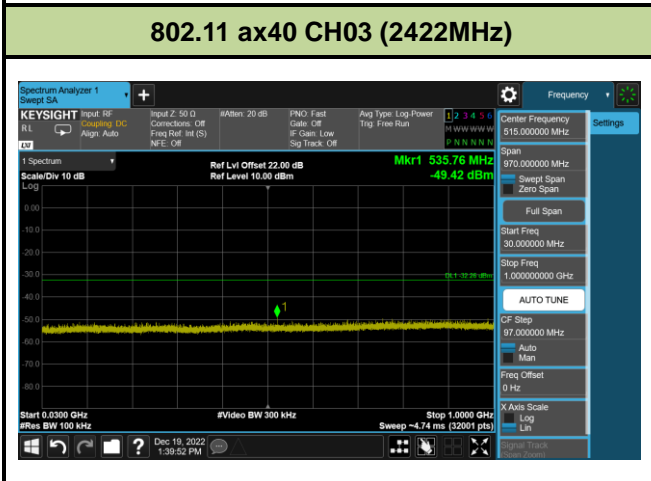 802.11 ax40 CH03 (2422MHz)
Spectrum Analyzer 1
Swept SA
Frequency
KEYSIGHT
RL
Input: RF
Coupling: DC
Align: Auto
Input Z: 50 Ω
Corrections: Off
Freq Ref: Int (S)
NFE: Off
#Atten: 20 dB
PNO: Fast
Gate: Off
IF Gain: Low
Sig Track: Off
Avg Type: Log-Power
Trig: Free Run
1 2 3 4 5 6
M W W W W W
P N N N N N
1 Spectrum
Scale/Div 10 dB
Log
Ref Lvl Offset 22.00 dB
Ref Level 10.00 dBm
Mkr1 535.76 MHz
-49.42 dBm
0.00
-10.0
-20.0
-30.0
-40.0
-50.0
-60.0
-70.0
-80.0
1
Start 0.0300 GHz
#Res BW 100 kHz
#Video BW 300 kHz
Stop 1.0000 GHz
Sweep ~4.74 ms (32001 pts)
Center Frequency
515.000000 MHz
Settings
Span
970.000000 MHz
Swept Span
Zero Span
Full Span
Start Freq
30.000000 MHz
Stop Freq
1.000000000 GHz
AUTO TUNE
CF Step
97.000000 MHz
Auto
Man
Freq Offset
0 Hz
X Axis Scale
Log
Lin
Signal Track
(Span Zoom)
?
Dec 19, 2022
1:39:52 PM